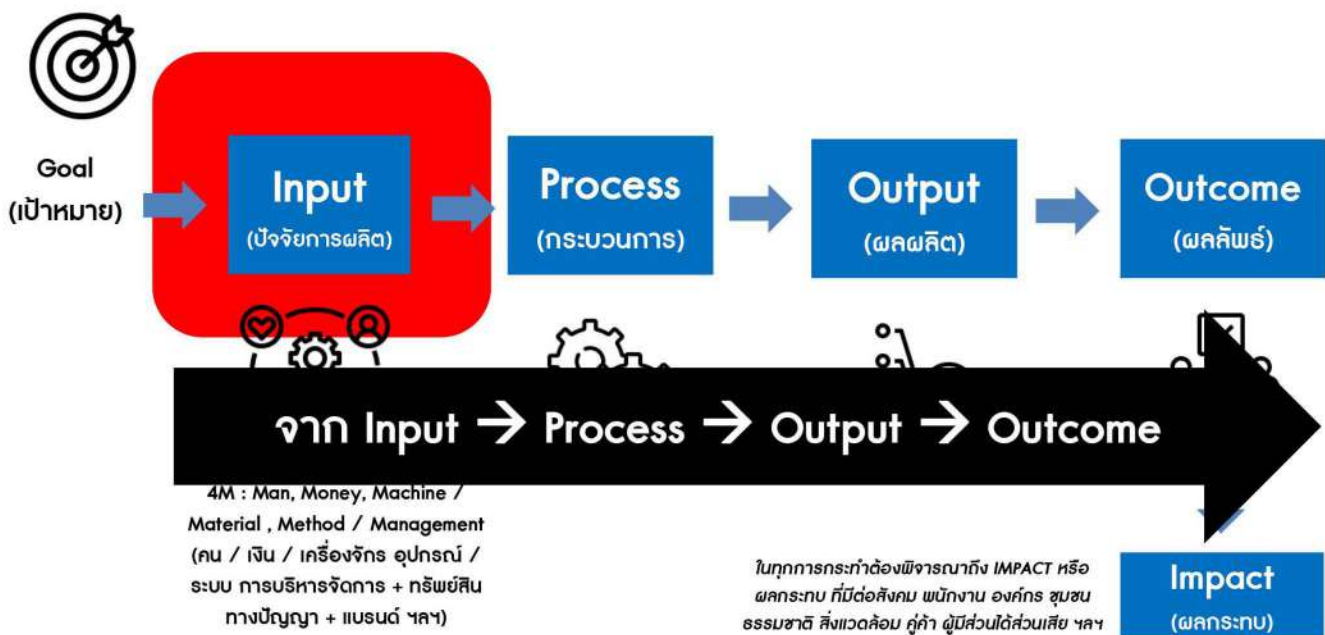 Goal
(เป้าหมาย)
Input
(ปัจจัยการผลิต)
Process
(กระบวนการ)
Output
(ผลผลิต)
Outcome
(ผลลัพธ์)
จาก Input → Process → Output → Outcome
4M : Man, Money, Machine /
Material , Method / Management
(คน / เงิน / เครื่องจักร อุปกรณ์ /
ระบบ การบริหารจัดการ + ทรัพย์สิน
ทางปัญญา + แบรนด์ ฯลฯ)
ในทุกการกระทำต้องพิจารณาถึง IMPACT หรือ
ผลกระทบ ที่มีต่อสังคม พนักงาน องค์กร ชุมชน
ธรรมชาติ สิ่งแวดล้อม คู่ค้า ผู้มีส่วนได้ส่วนเสีย ฯลฯ
Impact
(ผลกระทบ)